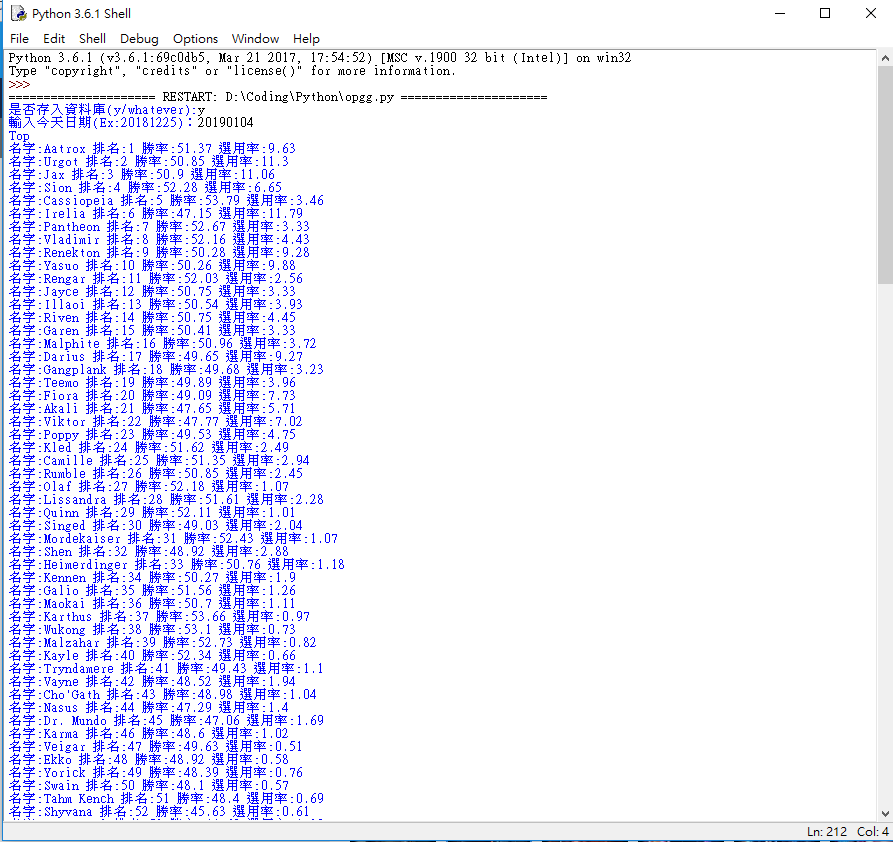 Python 3.6.1 Shell
File Edit Shell Debug Options Window Help
Python 3.6.1 (v3.6.1:69c0db5, Mar 21 2017, 17:54:52) [MSC v.1900 32 bit (Intel)] on win32
Type "copyright", "credits" or "license()" for more information.
>>>
===================== RESTART: D:\Coding\Python\opgg.py =====================
是否存入資料庫(y/whatever):y
輸入今天日期(Ex:20181225)：20190104
Top
名字:Aatrox 排名:1 勝率:51.37 選用率:9.63
名字:Urgot 排名:2 勝率:50.85 選用率:11.3
名字:Jax 排名:3 勝率:50.9 選用率:11.06
名字:Sion 排名:4 勝率:52.28 選用率:6.65
名字:Cassiopeia 排名:5 勝率:53.79 選用率:3.46
名字:Irelia 排名:6 勝率:47.15 選用率:11.79
名字:Pantheon 排名:7 勝率:52.67 選用率:3.33
名字:Vladimir 排名:8 勝率:52.16 選用率:4.43
名字:Renekton 排名:9 勝率:50.28 選用率:9.28
名字:Yasuo 排名:10 勝率:50.26 選用率:9.88
名字:Rengar 排名:11 勝率:52.03 選用率:2.56
名字:Jayce 排名:12 勝率:50.75 選用率:3.33
名字:Illaoi 排名:13 勝率:50.54 選用率:3.93
名字:Riven 排名:14 勝率:50.75 選用率:4.45
名字:Garen 排名:15 勝率:50.41 選用率:3.33
名字:Malphite 排名:16 勝率:50.96 選用率:3.72
名字:Darius 排名:17 勝率:49.65 選用率:9.27
名字:Gangplank 排名:18 勝率:49.68 選用率:3.23
名字:Teemo 排名:19 勝率:49.89 選用率:3.96
名字:Fiora 排名:20 勝率:49.09 選用率:7.73
名字:Akali 排名:21 勝率:47.65 選用率:5.71
名字:Viktor 排名:22 勝率:47.77 選用率:7.02
名字:Poppy 排名:23 勝率:49.53 選用率:4.75
名字:Kled 排名:24 勝率:51.62 選用率:2.49
名字:Camille 排名:25 勝率:51.35 選用率:2.94
名字:Rumble 排名:26 勝率:50.85 選用率:2.45
名字:Olaf 排名:27 勝率:52.18 選用率:1.07
名字:Lissandra 排名:28 勝率:51.61 選用率:2.28
名字:Quinn 排名:29 勝率:52.11 選用率:1.01
名字:Singed 排名:30 勝率:49.03 選用率:2.04
名字:Mordekaiser 排名:31 勝率:52.43 選用率:1.07
名字:Shen 排名:32 勝率:48.92 選用率:2.88
名字:Heimerdinger 排名:33 勝率:50.76 選用率:1.18
名字:Kennen 排名:34 勝率:50.27 選用率:1.9
名字:Galio 排名:35 勝率:51.56 選用率:1.26
名字:Maokai 排名:36 勝率:50.7 選用率:1.11
名字:Karthus 排名:37 勝率:53.66 選用率:0.97
名字:Wukong 排名:38 勝率:53.1 選用率:0.73
名字:Malzahar 排名:39 勝率:52.73 選用率:0.82
名字:Kayle 排名:40 勝率:52.34 選用率:0.66
名字:Tryndamere 排名:41 勝率:49.43 選用率:1.1
名字:Vayne 排名:42 勝率:48.52 選用率:1.94
名字:Cho'Gath 排名:43 勝率:48.98 選用率:1.04
名字:Nasus 排名:44 勝率:47.29 選用率:1.4
名字:Dr. Mundo 排名:45 勝率:47.06 選用率:1.69
名字:Karma 排名:46 勝率:48.6 選用率:1.02
名字:Veigar 排名:47 勝率:49.63 選用率:0.51
名字:Ekko 排名:48 勝率:48.92 選用率:0.58
名字:Yorick 排名:49 勝率:48.39 選用率:0.76
名字:Swain 排名:50 勝率:48.1 選用率:0.57
名字:Tahm Kench 排名:51 勝率:48.4 選用率:0.69
名字:Shyvana 排名:52 勝率:45.63 選用率:0.61
Ln: 212 Col: 4